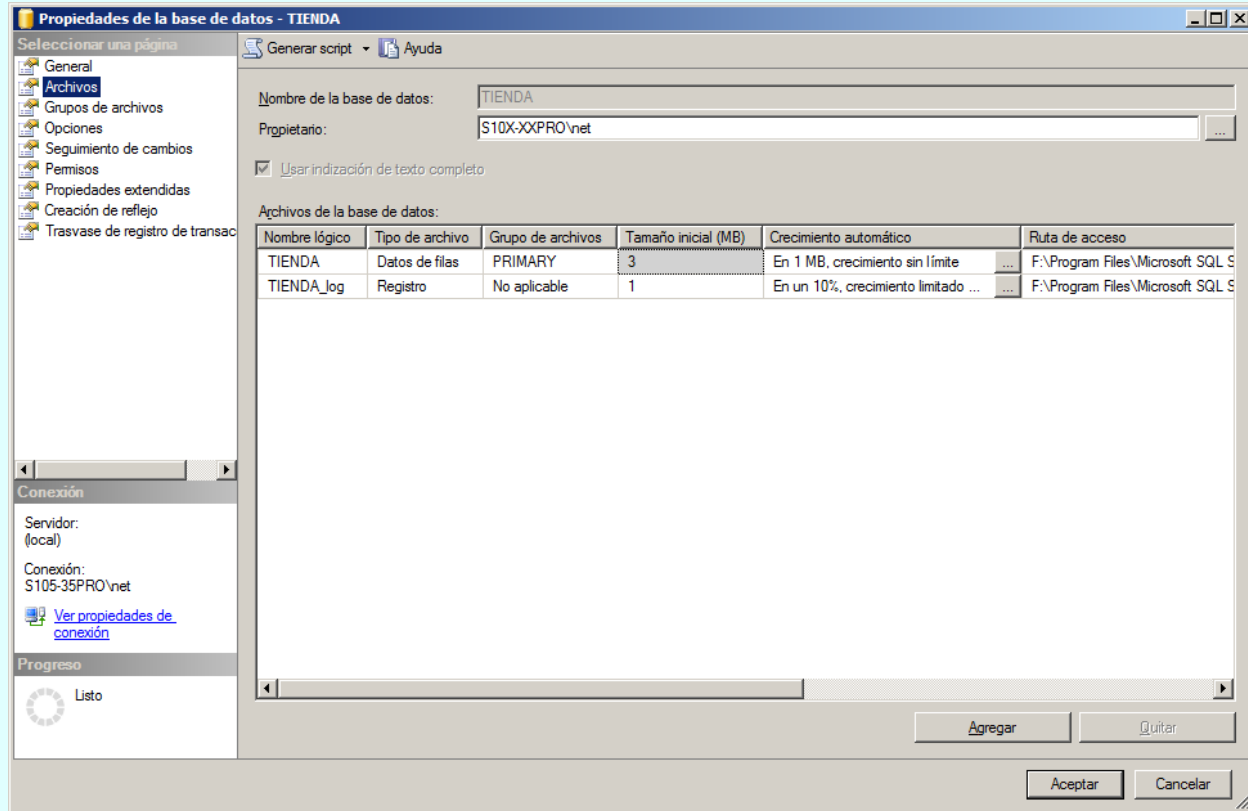 Propiedades de la base de datos - TIENDA
Seleccionar una página
General
Archivos
Grupos de archivos
Opciones
Seguimiento de cambios
Permisos
Propiedades extendidas
Creación de reflejo
Trasvase de registro de transac
Conexión
Servidor:
(local)
Conexión:
S105-35PRO\net
Ver propiedades de
conexión
Progreso
Listo
Generar script Ayuda
Nombre de la base de datos: TIENDA
Propietario: S10X-XXPRO\net ...
Usar indización de texto completo
Archivos de la base de datos:
Nombre lógico Tipo de archivo Grupo de archivos Tamaño inicial (MB) Crecimiento automático Ruta de acceso
TIENDA Datos de filas PRIMARY 3 En 1 MB, crecimiento sin límite ... F:\Program Files\Microsoft SQL S
TIENDA_log Registro No aplicable 1 En un 10%, crecimiento limitado ... ... F:\Program Files\Microsoft SQL S
Agregar Quitar
Aceptar Cancelar